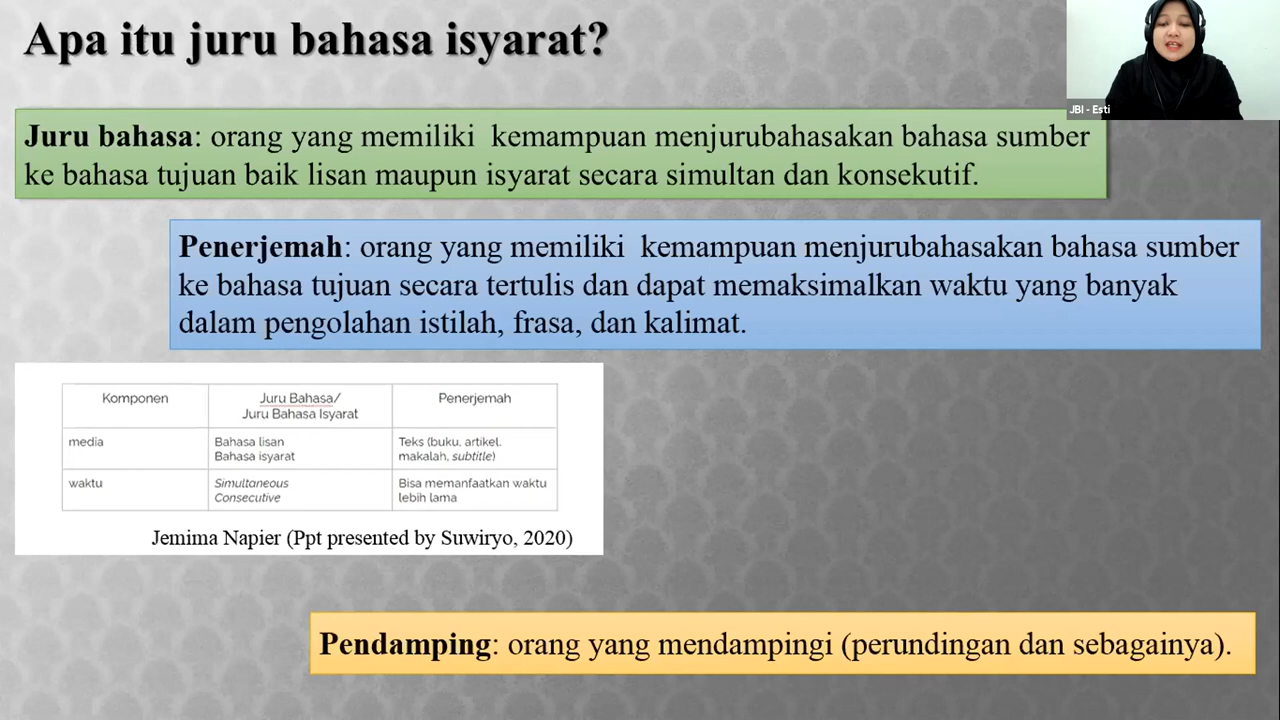 Apa itu juru bahasa isyarat?
JBI - Esti
Juru bahasa: orang yang memiliki kemampuan menjurubahasakan bahasa sumber
ke bahasa tujuan baik lisan maupun isyarat secara simultan dan konsekutif.
Penerjemah: orang yang memiliki kemampuan menjurubahasakan bahasa sumber
ke bahasa tujuan secara tertulis dan dapat memaksimalkan waktu yang banyak
dalam pengolahan istilah, frasa, dan kalimat.
Komponen
Juru Bahasa/
Juru Bahasa Isyarat
Penerjemah
media
Bahasa lisan
Bahasa isyarat
Teks (buku, artikel,
makalah, subtitle)
waktu
Simultaneous
Consecutive
Bisa memanfaatkan waktu
lebih lama
Jemima Napier (Ppt presented by Suwiryo, 2020)
Pendamping: orang yang mendampingi (perundingan dan sebagainya).